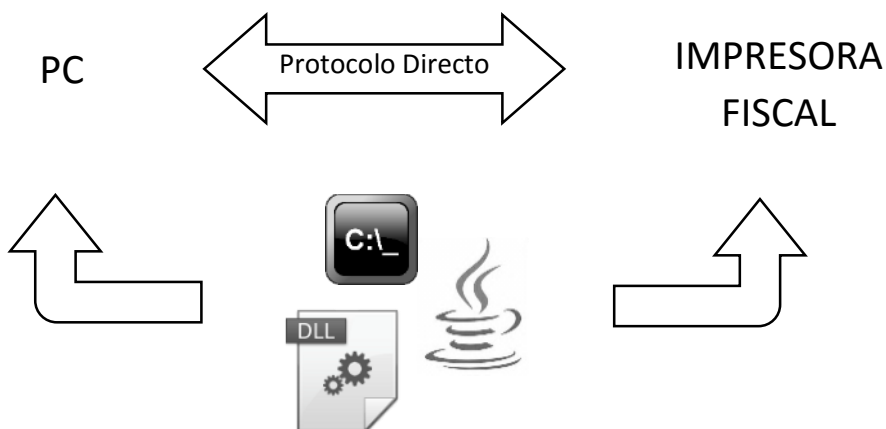 PC
Protocolo Directo
IMPRESORA
FISCAL
C:\_
DLL